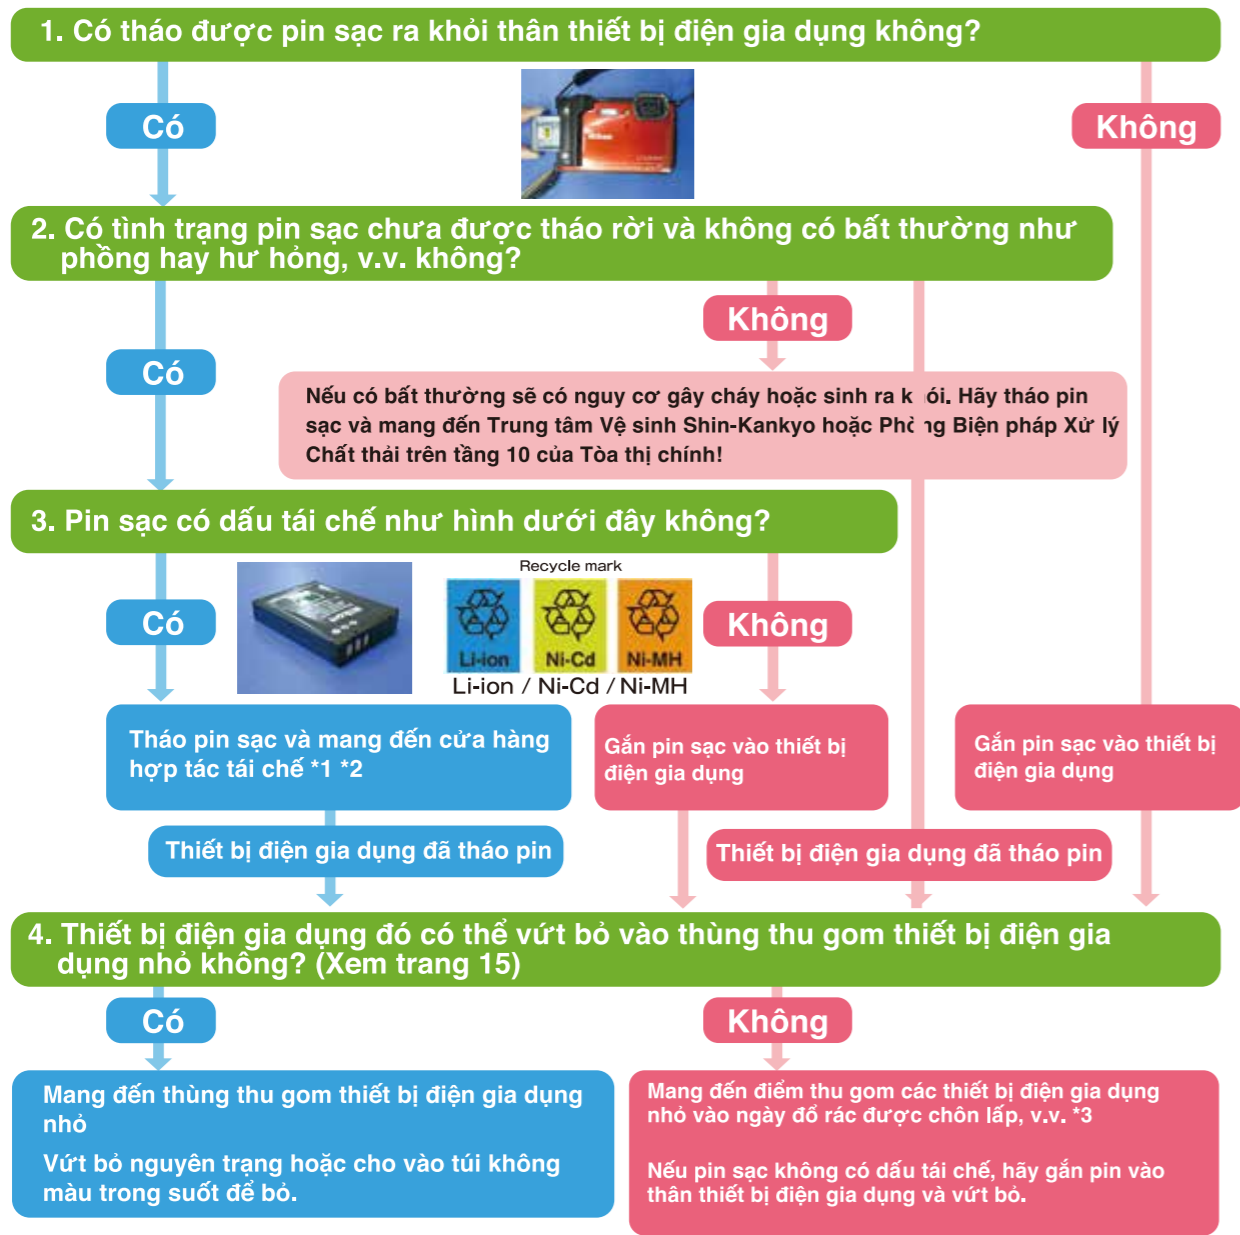 1. Có tháo được pin sạc ra khỏi thân thiết bị điện gia dụng không?
Có
Không
2. Có tình trạng pin sạc chưa được tháo rời và không có bất thường như
phồng hay hư hỏng, v.v. không?
Không
Có
Nếu có bất thường sẽ có nguy cơ gây cháy hoặc sinh ra k ói. Hãy tháo pin
sạc và mang đến Trung tâm Vệ sinh Shin-Kankyo hoặc Phòng Biện pháp Xử lý
Chất thải trên tầng 10 của Tòa thị chính!
3. Pin sạc có dấu tái chế như hình dưới đây không?
Recycle mark
Có
Không
Li-ion Ni-Cd Ni-MH
Li-ion / Ni-Cd / Ni-MH
Tháo pin sạc và mang đến cửa hàng
hợp tác tái chế *1 *2
Gắn pin sạc vào thiết bị
điện gia dụng
Gắn pin sạc vào thiết bị
điện gia dụng
Thiết bị điện gia dụng đã tháo pin
Thiết bị điện gia dụng đã tháo pin
4. Thiết bị điện gia dụng đó có thể vứt bỏ vào thùng thu gom thiết bị điện gia
dụng nhỏ không? (Xem trang 15)
Có
Không
Mang đến thùng thu gom thiết bị điện gia dụng
nhỏ
Vứt bỏ nguyên trạng hoặc cho vào túi không
màu trong suốt để bỏ.
Mang đến điểm thu gom các thiết bị điện gia dụng
nhỏ vào ngày đổ rác được chôn lấp, v.v. *3
Nếu pin sạc không có dấu tái chế, hãy gắn pin vào
thân thiết bị điện gia dụng và vứt bỏ.